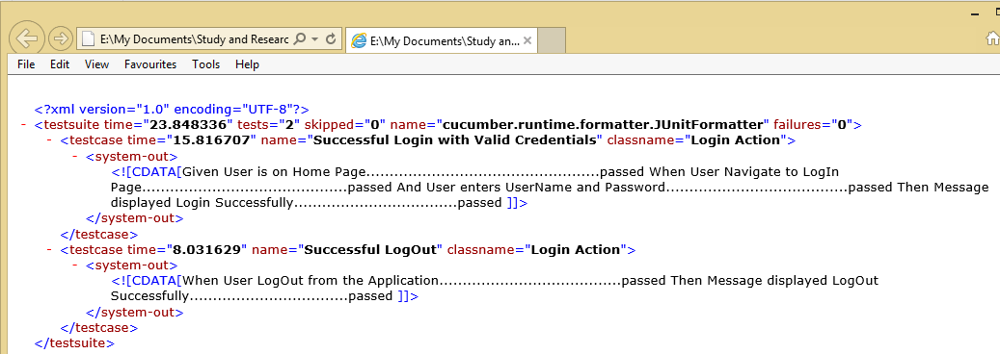 E:\My Documents\Study and Researc
E:\My Documents\Study an...
File Edit View Favourites Tools Help
<?xml version="1.0" encoding="UTF-8"?>
- <testsuite time="23.848336" tests="2" skipped="0" name="cucumber.runtime.formatter.JUnitFormatter" failures="0">
- <testcase time="15.816707" name="Successful Login with Valid Credentials" classname="Login Action">
- <system-out>
<![CDATA[Given User is on Home Page..................................................passed When User Navigate to LogIn
Page............................................passed And User enters UserName and Password.......................................passed Then Message
displayed Login Successfully...................................passed ]]>
</system-out>
</testcase>
- <testcase time="8.031629" name="Successful LogOut" classname="Login Action">
- <system-out>
<![CDATA[When User LogOut from the Application.......................................passed Then Message displayed LogOut
Successfully..................................passed ]]>
</system-out>
</testcase>
</testsuite>